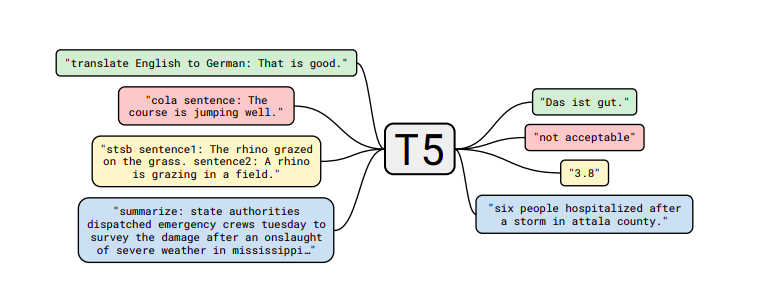 "translate English to German: That is good."
"cola sentence: The
course is jumping well."
"stsb sentence1: The rhino grazed
on the grass. sentence2: A rhino
is grazing in a field."
"summarize: state authorities
dispatched emergency crews tuesday to
survey the damage after an onslaught
of severe weather in mississippi…"
T5
"Das ist gut."
"not acceptable"
"3.8"
"six people hospitalized after
a storm in attala county."